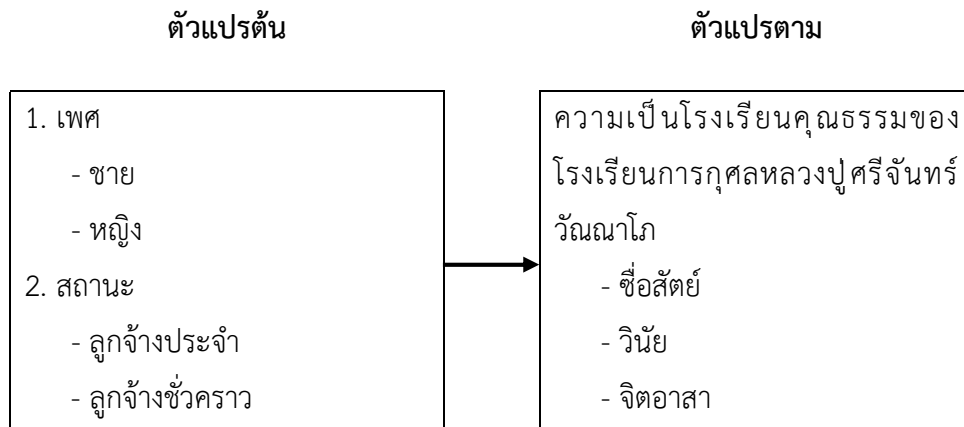 ตัวแปรต้น
1. เพศ
- ชาย
- หญิง
2. สถานะ
- ลูกจ้างประจำ
- ลูกจ้างชั่วคราว
ตัวแปรตาม
ความเป็นโรงเรียนคุณธรรมของ
โรงเรียนการกุศลหลวงปู่ศรีจันทร์
วัณณาโภ
- ซื่อสัตย์
- วินัย
- จิตอาสา